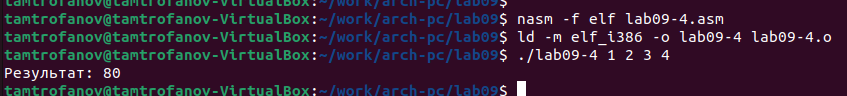 tamtrofanov@tamtrofanov-VirtualBox:~/work/arch-pc/lab09$ nasm -f elf lab09-4.asm
tamtrofanov@tamtrofanov-VirtualBox:~/work/arch-pc/lab09$ ld -m elf_i386 -o lab09-4 lab09-4.o
tamtrofanov@tamtrofanov-VirtualBox:~/work/arch-pc/lab09$ ./lab09-4 1 2 3 4
Результат: 80
tamtrofanov@tamtrofanov-VirtualBox:~/work/arch-pc/lab09$